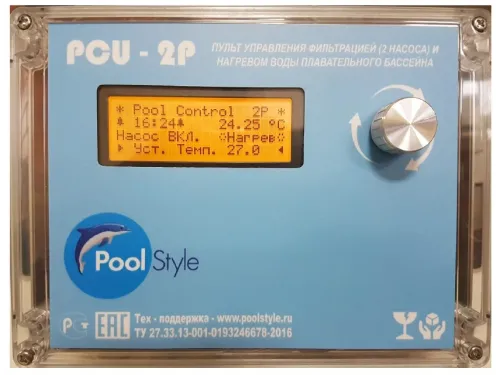 PCU - 2P
ПУЛЬТ УПРАВЛЕНИЯ ФИЛЬТРАЦИЕЙ (2 НАСОСА) И
НАГРЕВОМ ВОДЫ ПЛАВАТЕЛЬНОГО БАССЕЙНА
* Pool Control 2P *
16:24 24.25 °C
Насос ВКЛ. Нагрев
Уст. Темп. 27.0
Pool Style
РСТ EAC Тех - поддержка - www.poolstyle.ru
ТУ 27.33.13-001-0193246678-2016